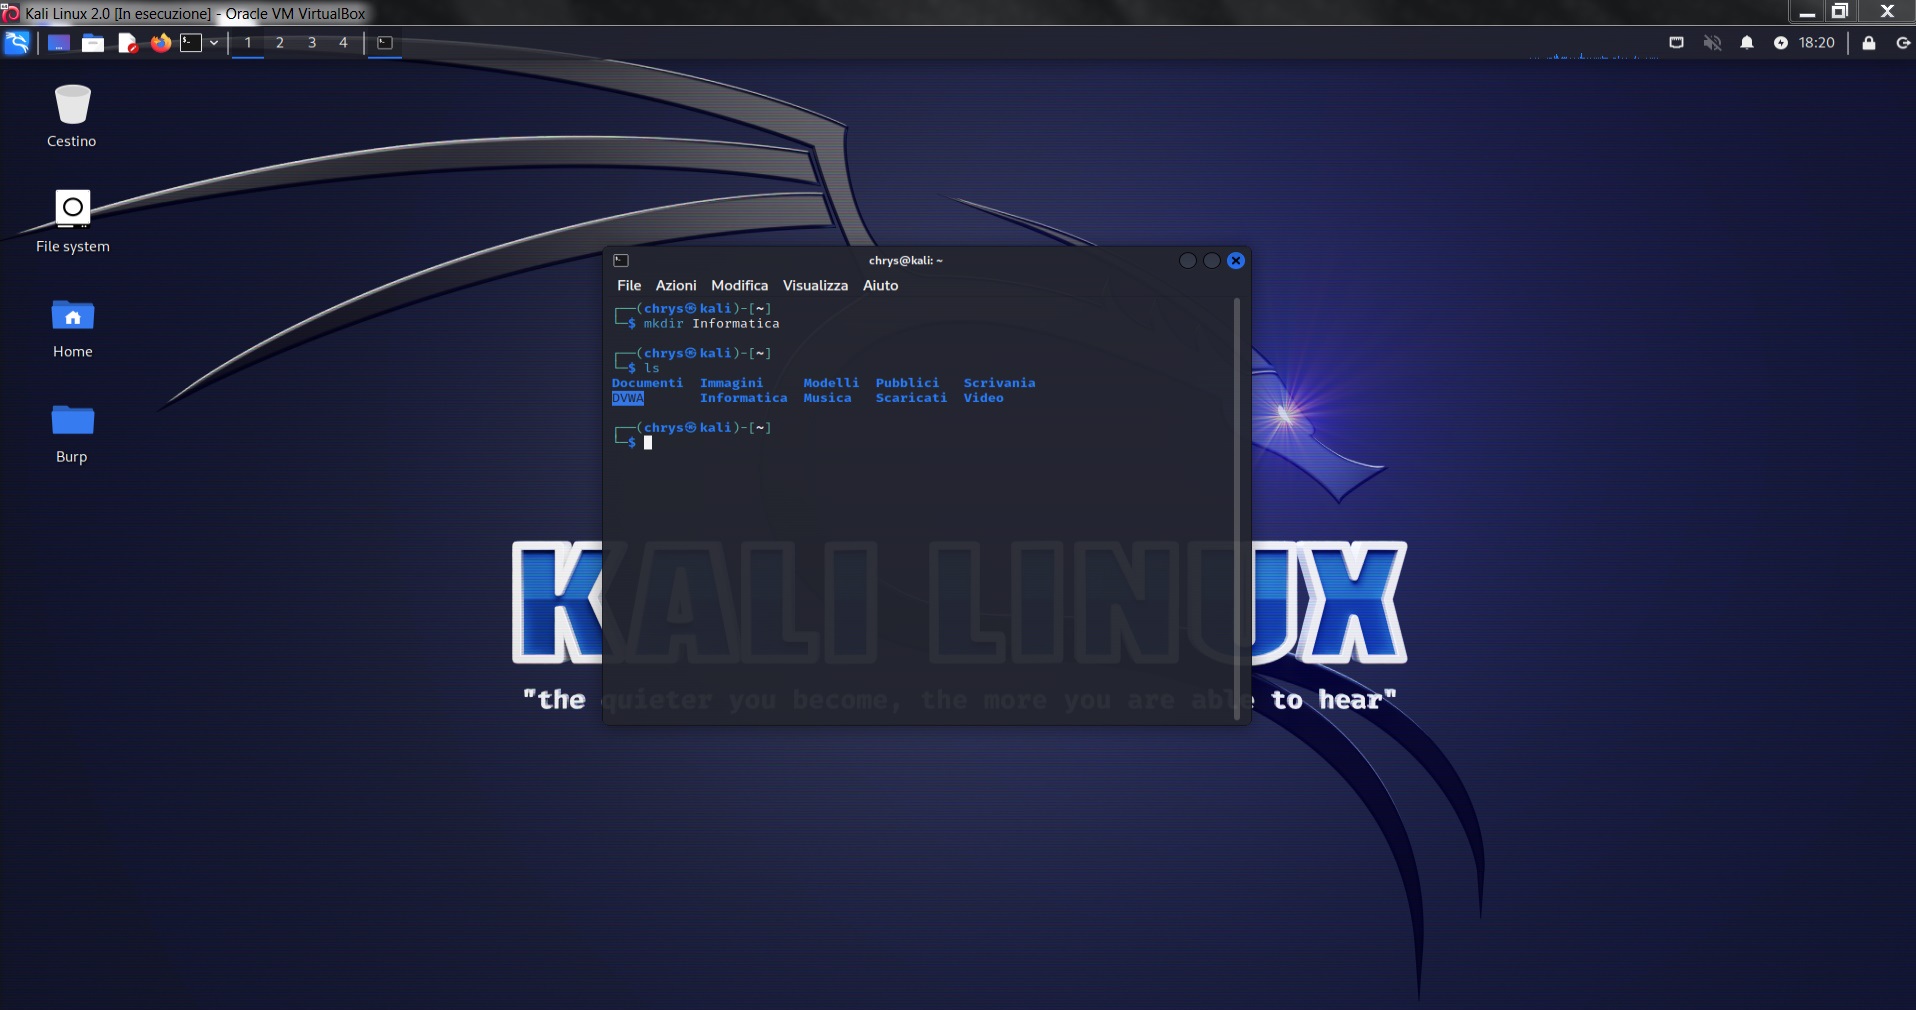 Kali Linux 2.0 [In esecuzione] - Oracle VM VirtualBox
1 2 3 4
18:20
Cestino
File system
Home
Burp
chrys@kali: ~
File Azioni Modifica Visualizza Aiuto
┌──(chrys㉿kali)-[~]
└─$ mkdir Informatica
┌──(chrys㉿kali)-[~]
└─$ ls
Documenti Immagini Modelli Pubblici Scrivania
DVWA Informatica Musica Scaricati Video
┌──(chrys㉿kali)-[~]
└─$
KALI LINUX
"the quieter you become, the more you are able to hear"